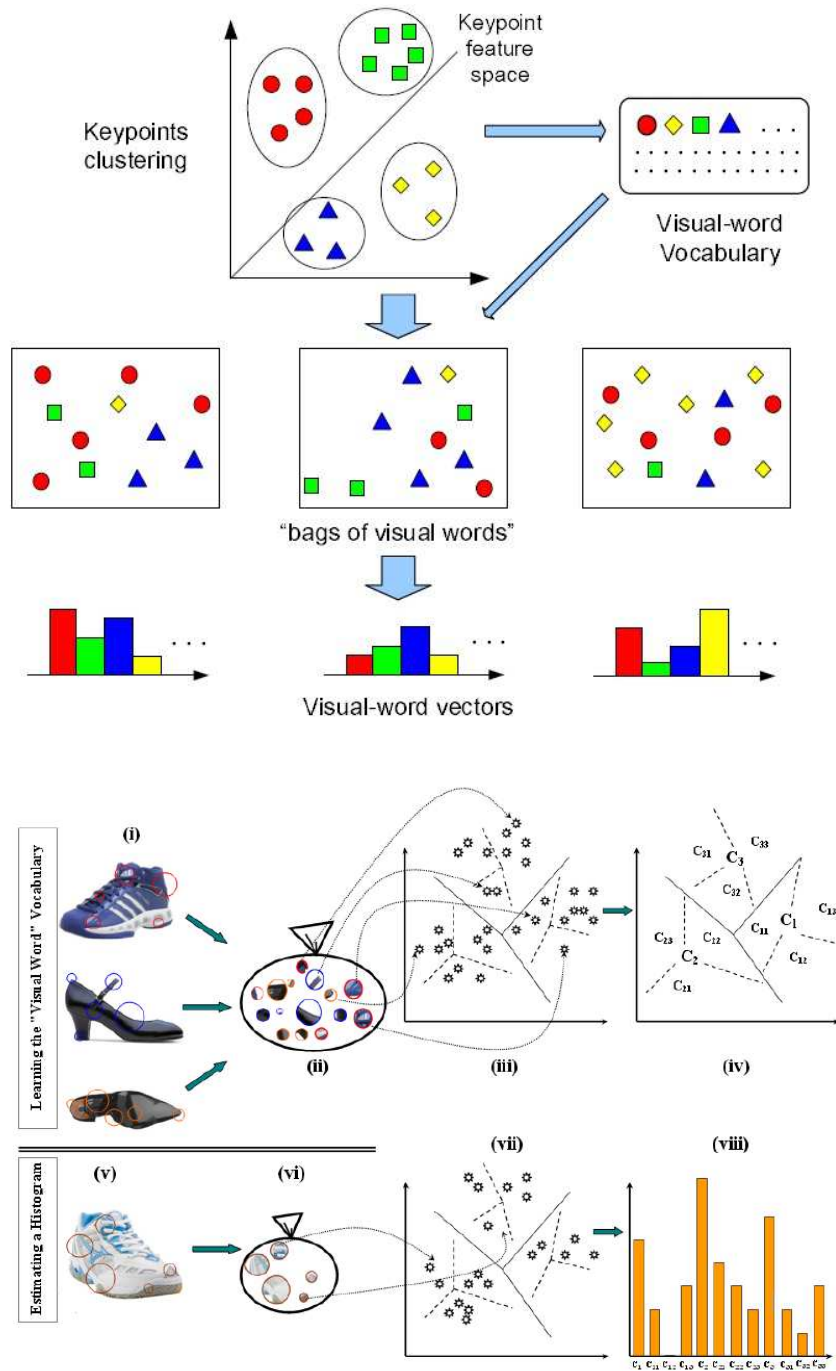 Keypoint
feature
space
Keypoints
clustering
. . . .
Visual-word
Vocabulary
“bags of visual words”
. . .
. . .
. . .
Visual-word vectors
Learning the "Visual Word" Vocabulary
(i)
(ii)
(iii)
(iv)
C₃₁
C₃
C₃₃
C₃₂
C₁₃
C₁₁
C₁
C₂₃
C₂₂
C₂
C₁₂
C₂₁
Estimating a Histogram
(v)
(vi)
(vii)
(viii)